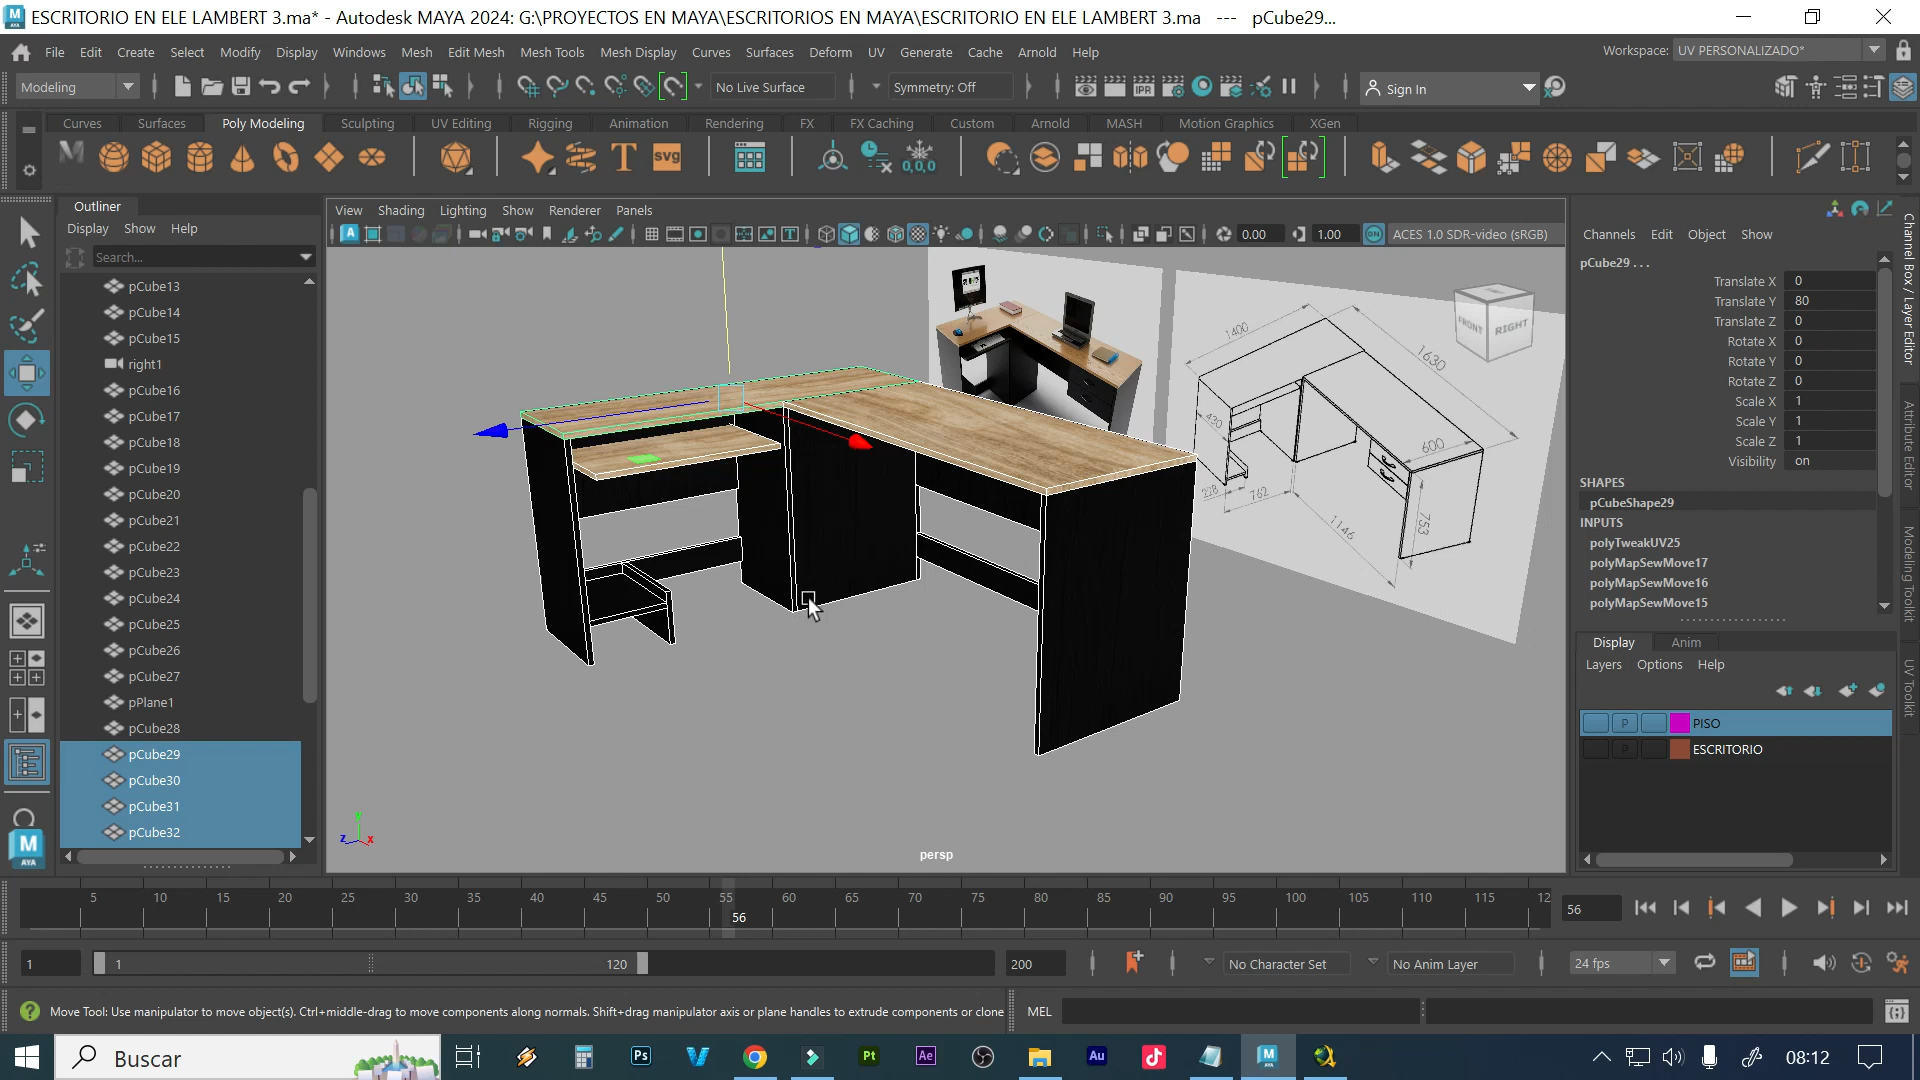 ESCRITORIO EN ELE LAMBERT 3.ma* - Autodesk MAYA 2024: G:\PROYECTOS EN MAYA\ESCRITORIOS EN MAYA\ESCRITORIO EN ELE LAMBERT 3.ma --- pCube29...
File Edit Create Select Modify Display Windows Mesh Edit Mesh Mesh Tools Mesh Display Curves Surfaces Deform UV Generate Cache Arnold Help
Workspace: UV PERSONALIZADO*
Modeling
No Live Surface
Symmetry: Off
Sign In
Curves Surfaces Poly Modeling Sculpting UV Editing Rigging Animation Rendering FX FX Caching Custom Arnold MASH Motion Graphics XGen
Outliner
Display Show Help
Search...
pCube13
pCube14
pCube15
right1
pCube16
pCube17
pCube18
pCube19
pCube20
pCube21
pCube22
pCube23
pCube24
pCube25
pCube26
pCube27
pPlane1
pCube28
pCube29
pCube30
pCube31
pCube32
View Shading Lighting Show Renderer Panels
0.00
1.00
ACES 1.0 SDR-video (sRGB)
FRONT RIGHT
1400
1630
430
600
228
762
1146
753
persp
y
z
x
Channels Edit Object Show
pCube29 . . .
Translate X 0
Translate Y 80
Translate Z 0
Rotate X 0
Rotate Y 0
Rotate Z 0
Scale X 1
Scale Y 1
Scale Z 1
Visibility on
SHAPES
pCubeShape29
INPUTS
polyTweakUV25
polyMapSewMove17
polyMapSewMove16
polyMapSewMove15
Display Anim
Layers Options Help
P PISO
P ESCRITORIO
Channel Box / Layer Editor
Attribute Editor
Modeling Toolkit
UV Toolkit
5 10 15 20 25 30 35 40 45 50 55 60 65 70 75 80 85 90 95 100 105 110 115 12
56
56
1
1
120
200
No Character Set
No Anim Layer
24 fps
Move Tool: Use manipulator to move object(s). Ctrl+middle-drag to move components along normals. Shift+drag manipulator axis or plane handles to extrude components or clone
MEL
Buscar
08:12